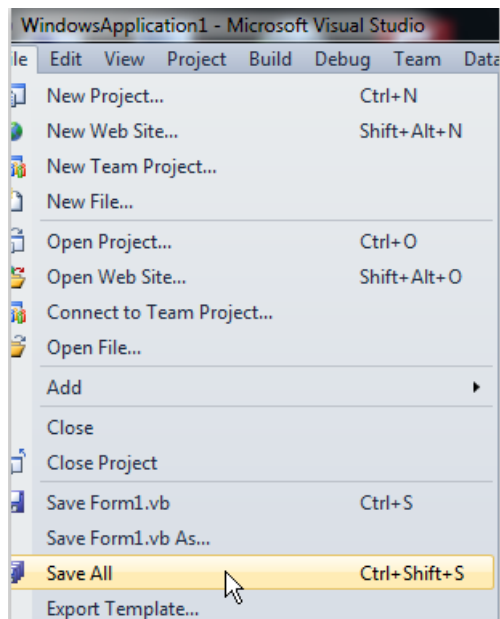 WindowsApplication1 - Microsoft Visual Studio
ile Edit View Project Build Debug Team Data
New Project... Ctrl+N
New Web Site... Shift+Alt+N
New Team Project...
New File...
Open Project... Ctrl+O
Open Web Site... Shift+Alt+O
Connect to Team Project...
Open File...
Add
Close
Close Project
Save Form1.vb Ctrl+S
Save Form1.vb As...
Save All Ctrl+Shift+S
Export Template...